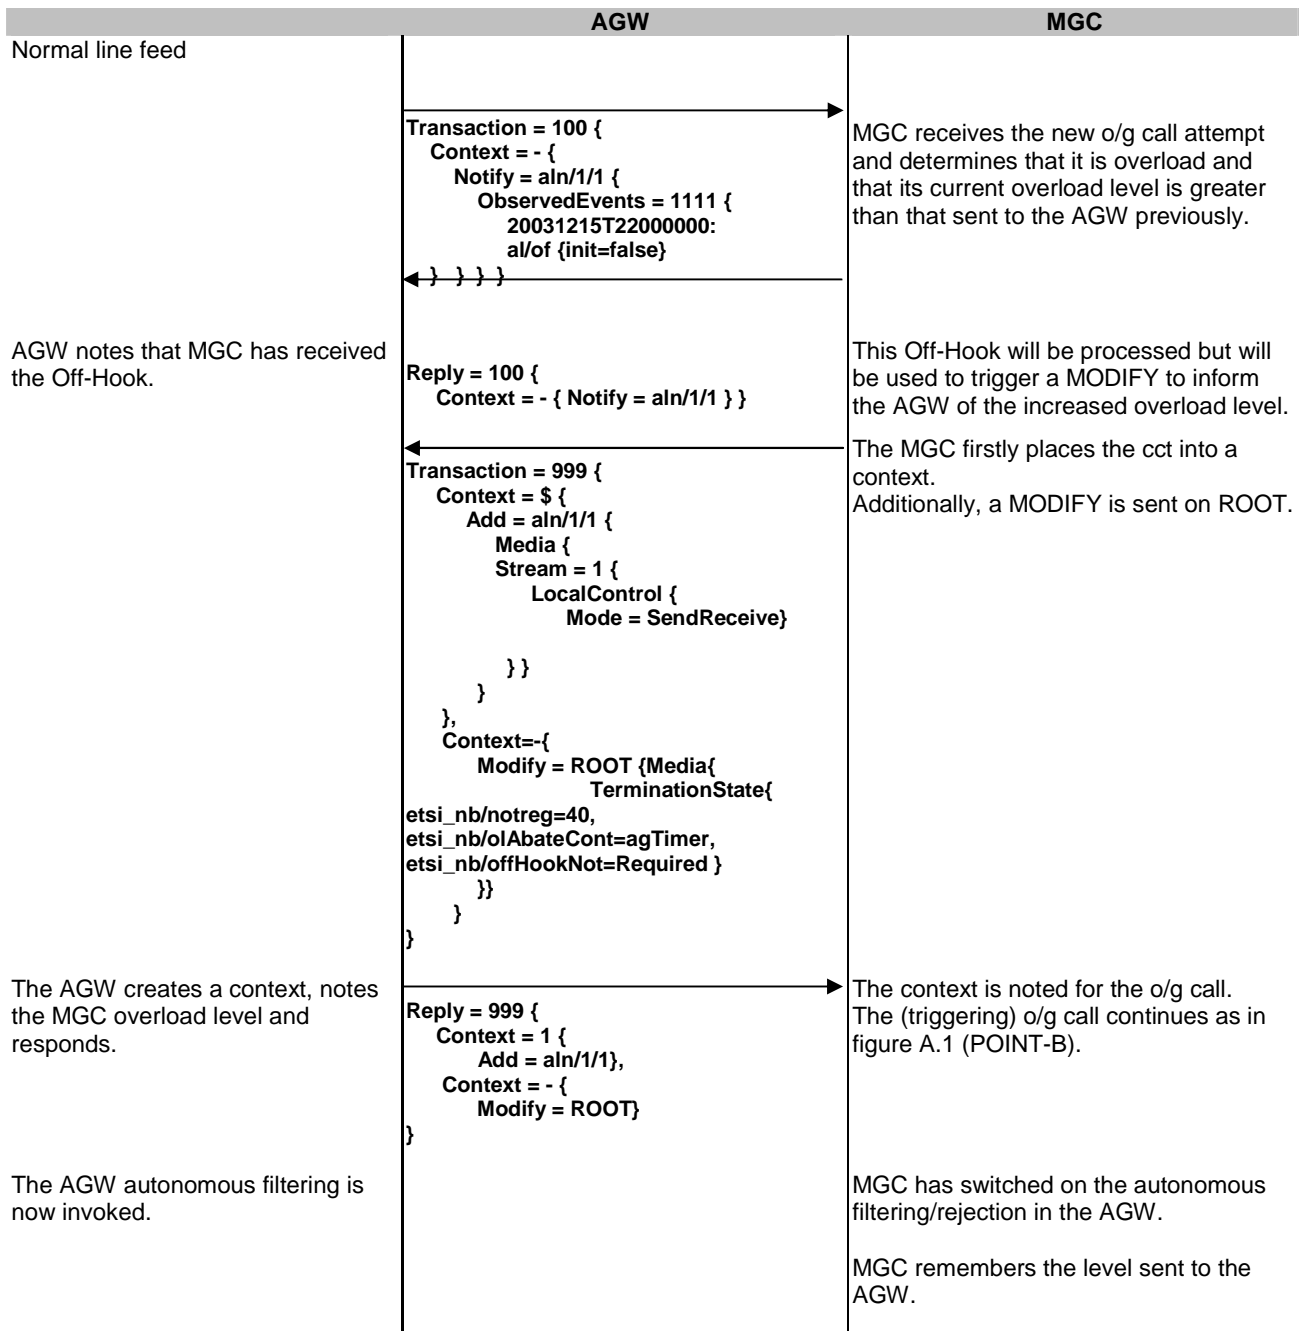 AGW MGC
Normal line feed
Transaction = 100 {
Context = - {
Notify = aln/1/1 {
ObservedEvents = 1111 {
20031215T22000000:
al/of {init=false}
} } } }
MGC receives the new o/g call attempt
and determines that it is overload and
that its current overload level is greater
than that sent to the AGW previously.
AGW notes that MGC has received
the Off-Hook.
Reply = 100 {
Context = - { Notify = aln/1/1 } }
This Off-Hook will be processed but will
be used to trigger a MODIFY to inform
the AGW of the increased overload level.
Transaction = 999 {
Context = $ {
Add = aln/1/1 {
Media {
Stream = 1 {
LocalControl {
Mode = SendReceive}
} }
}
},
Context=-{
Modify = ROOT {Media{
TerminationState{
etsi_nb/notreg=40,
etsi_nb/olAbateCont=agTimer,
etsi_nb/offHookNot=Required }
}}
}
}
The MGC firstly places the cct into a
context.
Additionally, a MODIFY is sent on ROOT.
The AGW creates a context, notes
the MGC overload level and
responds.
Reply = 999 {
Context = 1 {
Add = aln/1/1},
Context = - {
Modify = ROOT}
}
The context is noted for the o/g call.
The (triggering) o/g call continues as in
figure A.1 (POINT-B).
The AGW autonomous filtering is
now invoked.
MGC has switched on the autonomous
filtering/rejection in the AGW.
MGC remembers the level sent to the
AGW.